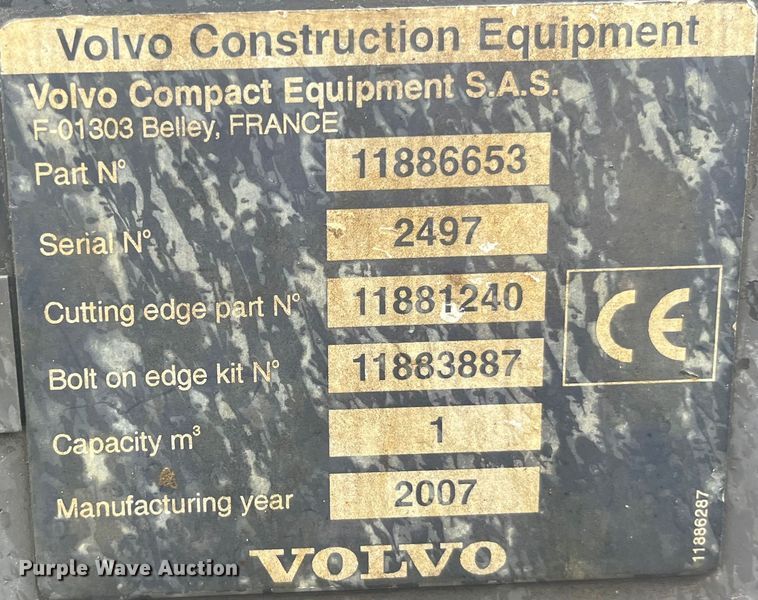 Volvo Construction Equipment
Volvo Compact Equipment S.A.S.
F-01303 Belley, FRANCE
Part N° 11886653
Serial N° 2497
Cutting edge part N° 11881240
Bolt on edge kit N° 11883887
Capacity m³ 1
Manufacturing year 2007
CE
11886287
VOLVO
Purple Wave Auction